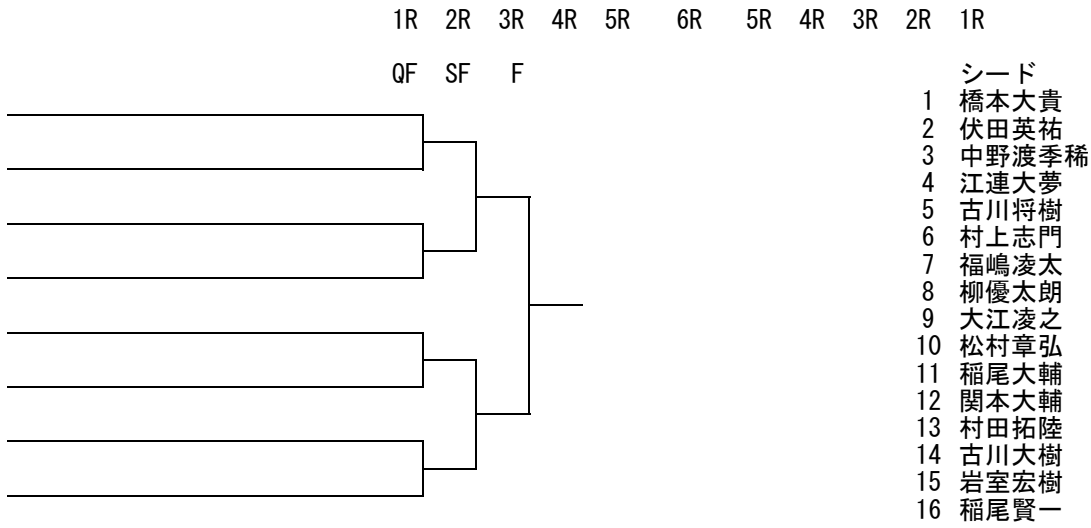 1R 2R 3R 4R 5R 6R 5R 4R 3R 2R 1R
QF SF F シード
1 橋本大貴
2 伏田英祐
3 中野渡季稀
4 江連大夢
5 古川将樹
6 村上志門
7 福嶋凌太
8 柳優太朗
9 大江凌之
10 松村章弘
11 稲尾大輔
12 関本大輔
13 村田拓陸
14 古川大樹
15 岩室宏樹
16 稲尾賢一